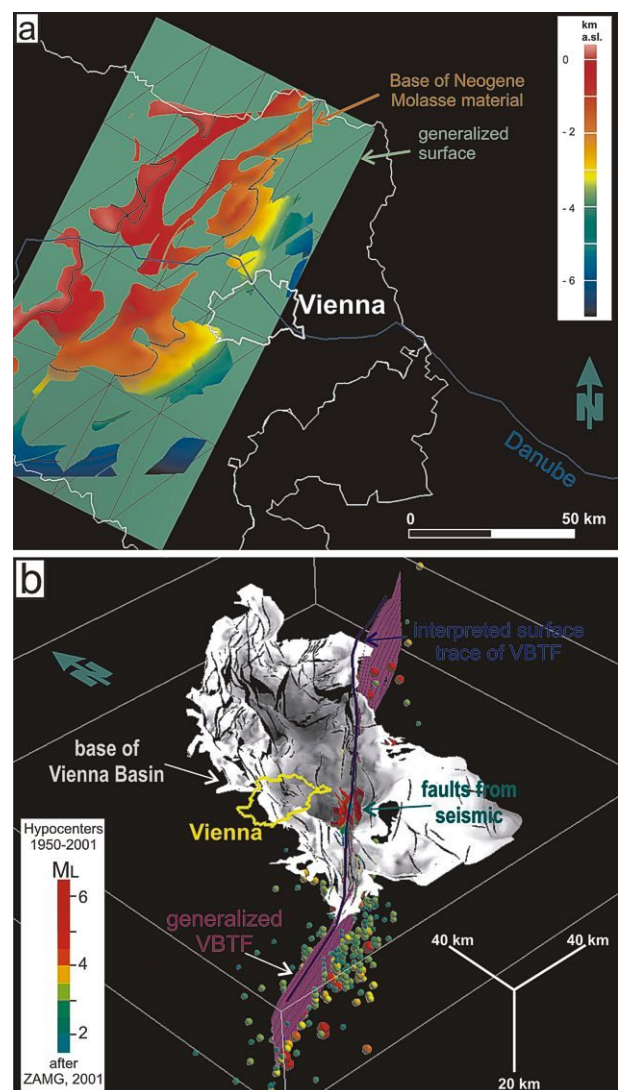 a
km
a.sl.
0
- 2
- 4
- 6
Base of Neogene
Molasse material
generalized
surface
Vienna
N
Danube
0
50 km
b
N
interpreted surface
trace of VBTF
base of
Vienna Basin
faults from
seismic
Vienna
Hypocenters
1950-2001
ML
6
4
2
after
ZAMG, 2001
generalized
VBTF
40 km
40 km
20 km